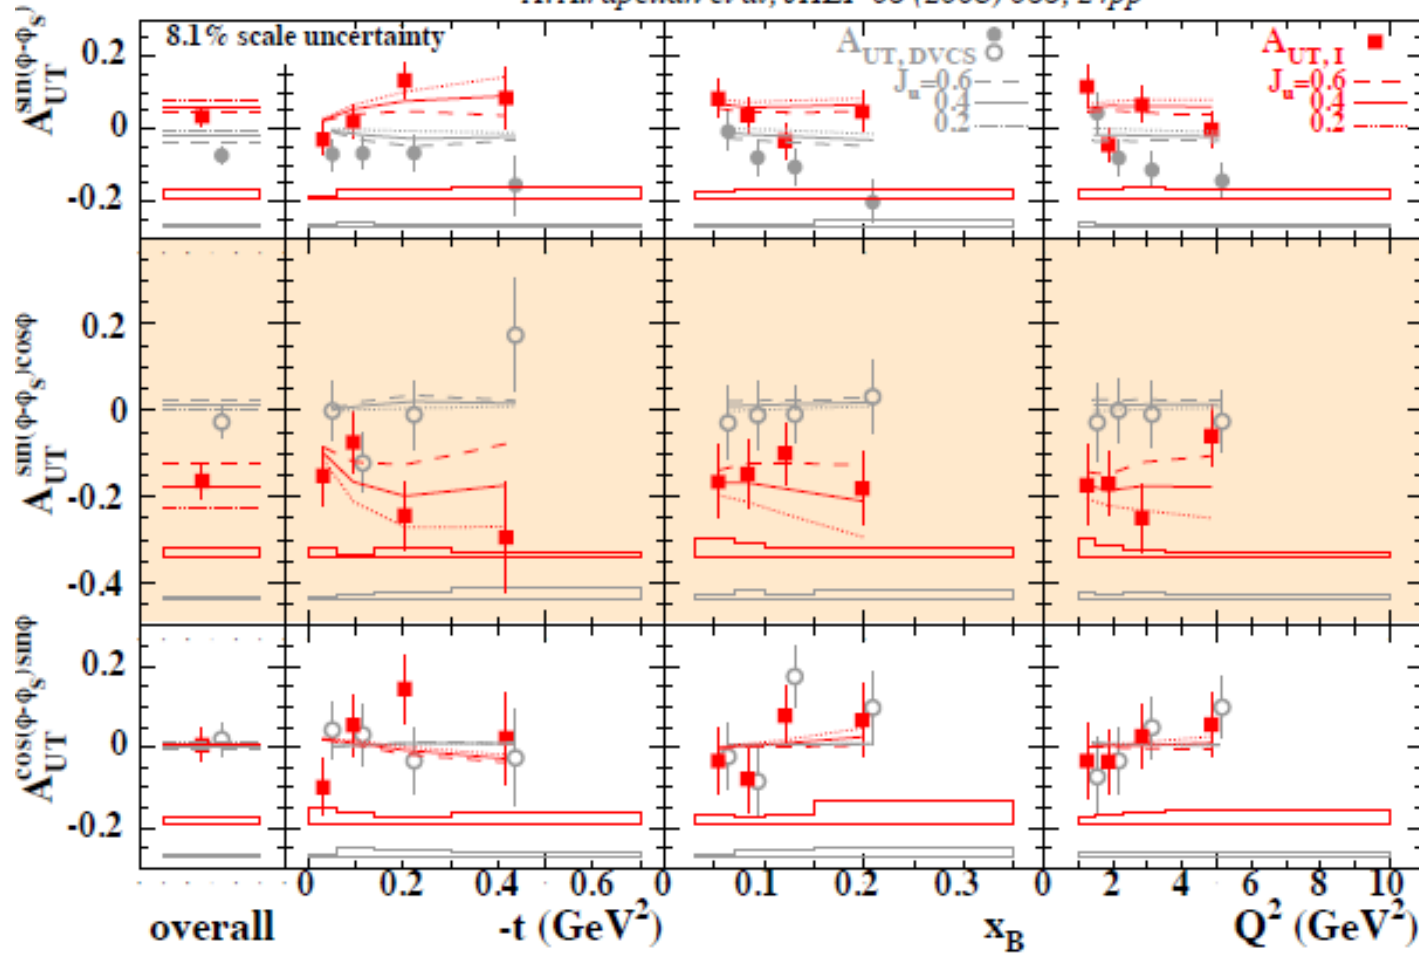 8.1% scale uncertainty
A_UT^sin(φ-φ_S)
0.2
0
-0.2
A_UT,DVCS
J_u=0.6
0.4
0.2
A_UT,I
J_u=0.6
0.4
0.2
A_UT^sin(φ-φ_S)cosφ
0.2
0
-0.2
-0.4
A_UT^cos(φ-φ_S)sinφ
0.2
0
-0.2
0 0.2 0.4 0.6 0 0.1 0.2 0.3 0 2 4 6 8 10
overall -t (GeV²) x_B Q² (GeV²)